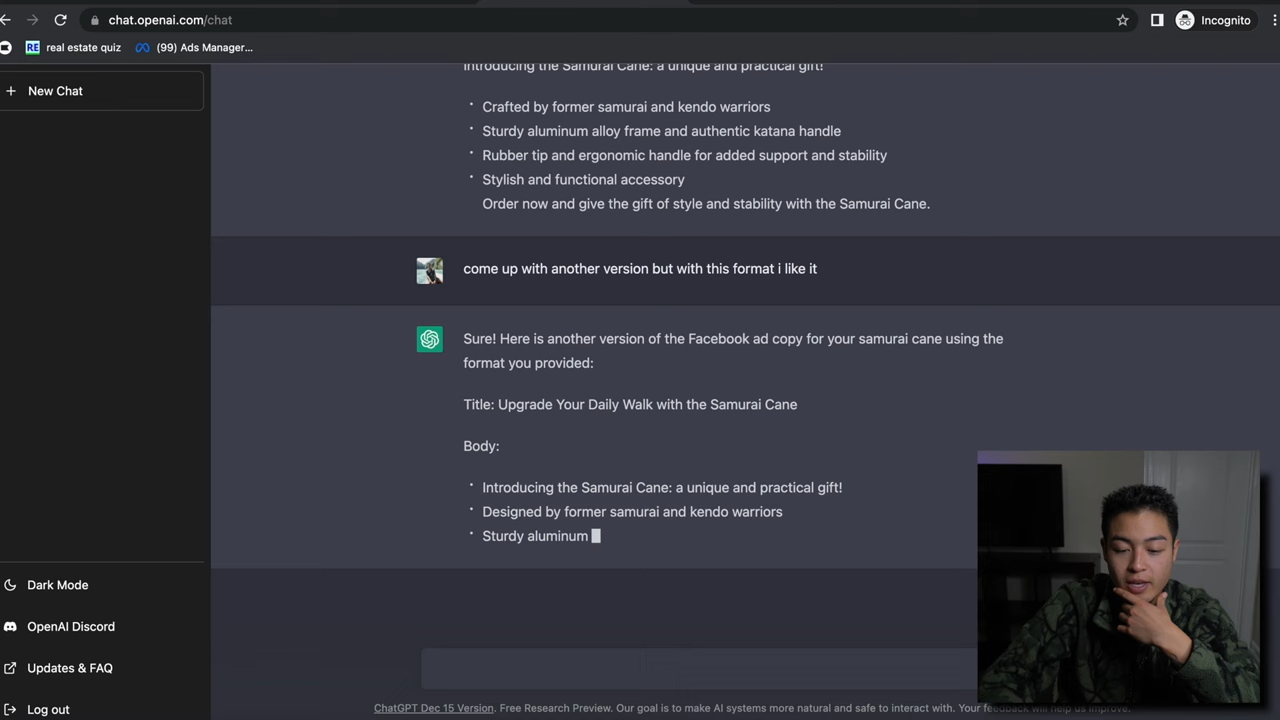 chat.openai.com/chat
Incognito
RE real estate quiz
(99) Ads Manager...
+ New Chat
Introducing the Samurai Cane: a unique and practical gift!
• Crafted by former samurai and kendo warriors
• Sturdy aluminum alloy frame and authentic katana handle
• Rubber tip and ergonomic handle for added support and stability
• Stylish and functional accessory
Order now and give the gift of style and stability with the Samurai Cane.
come up with another version but with this format i like it
Sure! Here is another version of the Facebook ad copy for your samurai cane using the
format you provided:
Title: Upgrade Your Daily Walk with the Samurai Cane
Body:
• Introducing the Samurai Cane: a unique and practical gift!
• Designed by former samurai and kendo warriors
• Sturdy aluminum
Dark Mode
OpenAI Discord
Updates & FAQ
Log out
ChatGPT Dec 15 Version. Free Research Preview. Our goal is to make AI systems more natural and safe to interact with. Your feedback will help us improve.